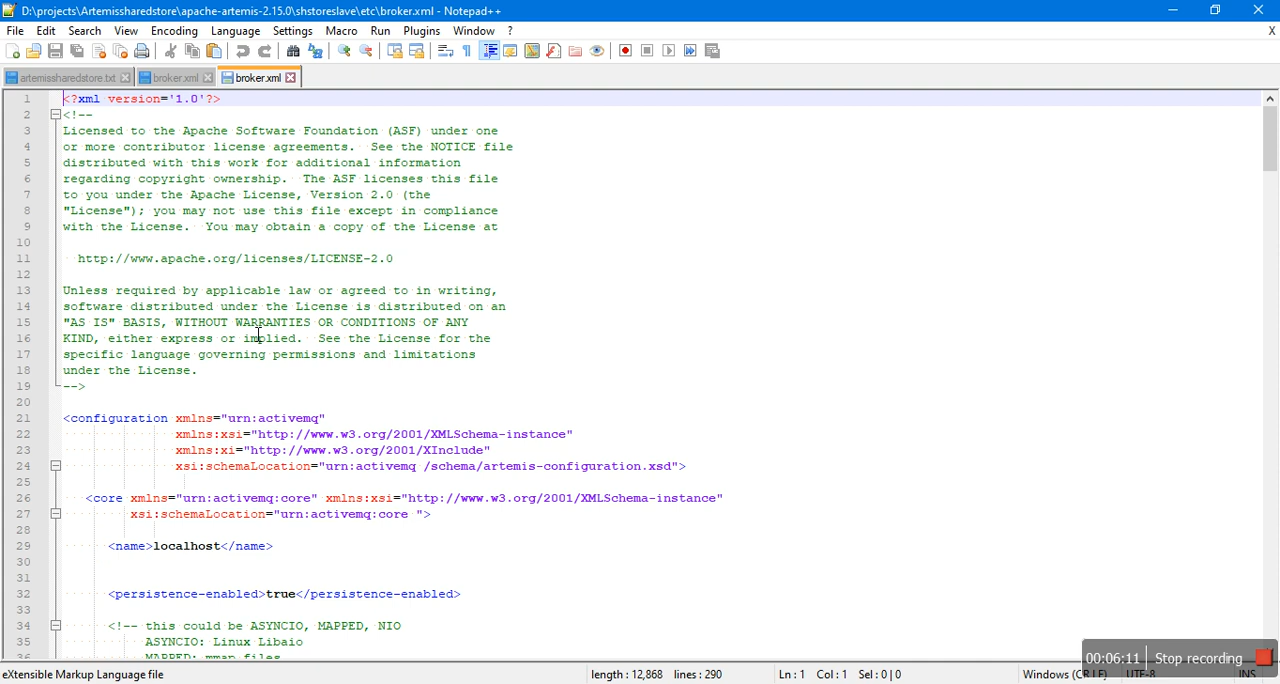 D:\projects\Artemissharedstore\apache-artemis-2.15.0\shstoreslave\etc\broker.xml - Notepad++
File Edit Search View Encoding Language Settings Macro Run Plugins Window ? X
artemissharedstore.txt broker.xml broker.xml
1 <?xml version='1.0'?>
2 <!--
3 Licensed to the Apache Software Foundation (ASF) under one
4 or more contributor license agreements. See the NOTICE file
5 distributed with this work for additional information
6 regarding copyright ownership. The ASF licenses this file
7 to you under the Apache License, Version 2.0 (the
8 "License"); you may not use this file except in compliance
9 with the License. You may obtain a copy of the License at
10
11 http://www.apache.org/licenses/LICENSE-2.0
12
13 Unless required by applicable law or agreed to in writing,
14 software distributed under the License is distributed on an
15 "AS IS" BASIS, WITHOUT WARRANTIES OR CONDITIONS OF ANY
16 KIND, either express or implied. See the License for the
17 specific language governing permissions and limitations
18 under the License.
19 -->
20
21 <configuration xmlns="urn:activemq"
22 xmlns:xsi="http://www.w3.org/2001/XMLSchema-instance"
23 xmlns:xi="http://www.w3.org/2001/XInclude"
24 xsi:schemaLocation="urn:activemq /schema/artemis-configuration.xsd">
25
26 <core xmlns="urn:activemq:core" xmlns:xsi="http://www.w3.org/2001/XMLSchema-instance"
27 xsi:schemaLocation="urn:activemq:core ">
28
29 <name>localhost</name>
30
31
32 <persistence-enabled>true</persistence-enabled>
33
34 <!-- this could be ASYNCIO, MAPPED, NIO
35 ASYNCIO: Linux Libaio
36 MAPPED: mmap files
00:06:11 Stop recording
eXtensible Markup Language file length : 12,868 lines : 290 Ln : 1 Col : 1 Sel : 0 | 0 Windows (CR LF) UTF-8 INS